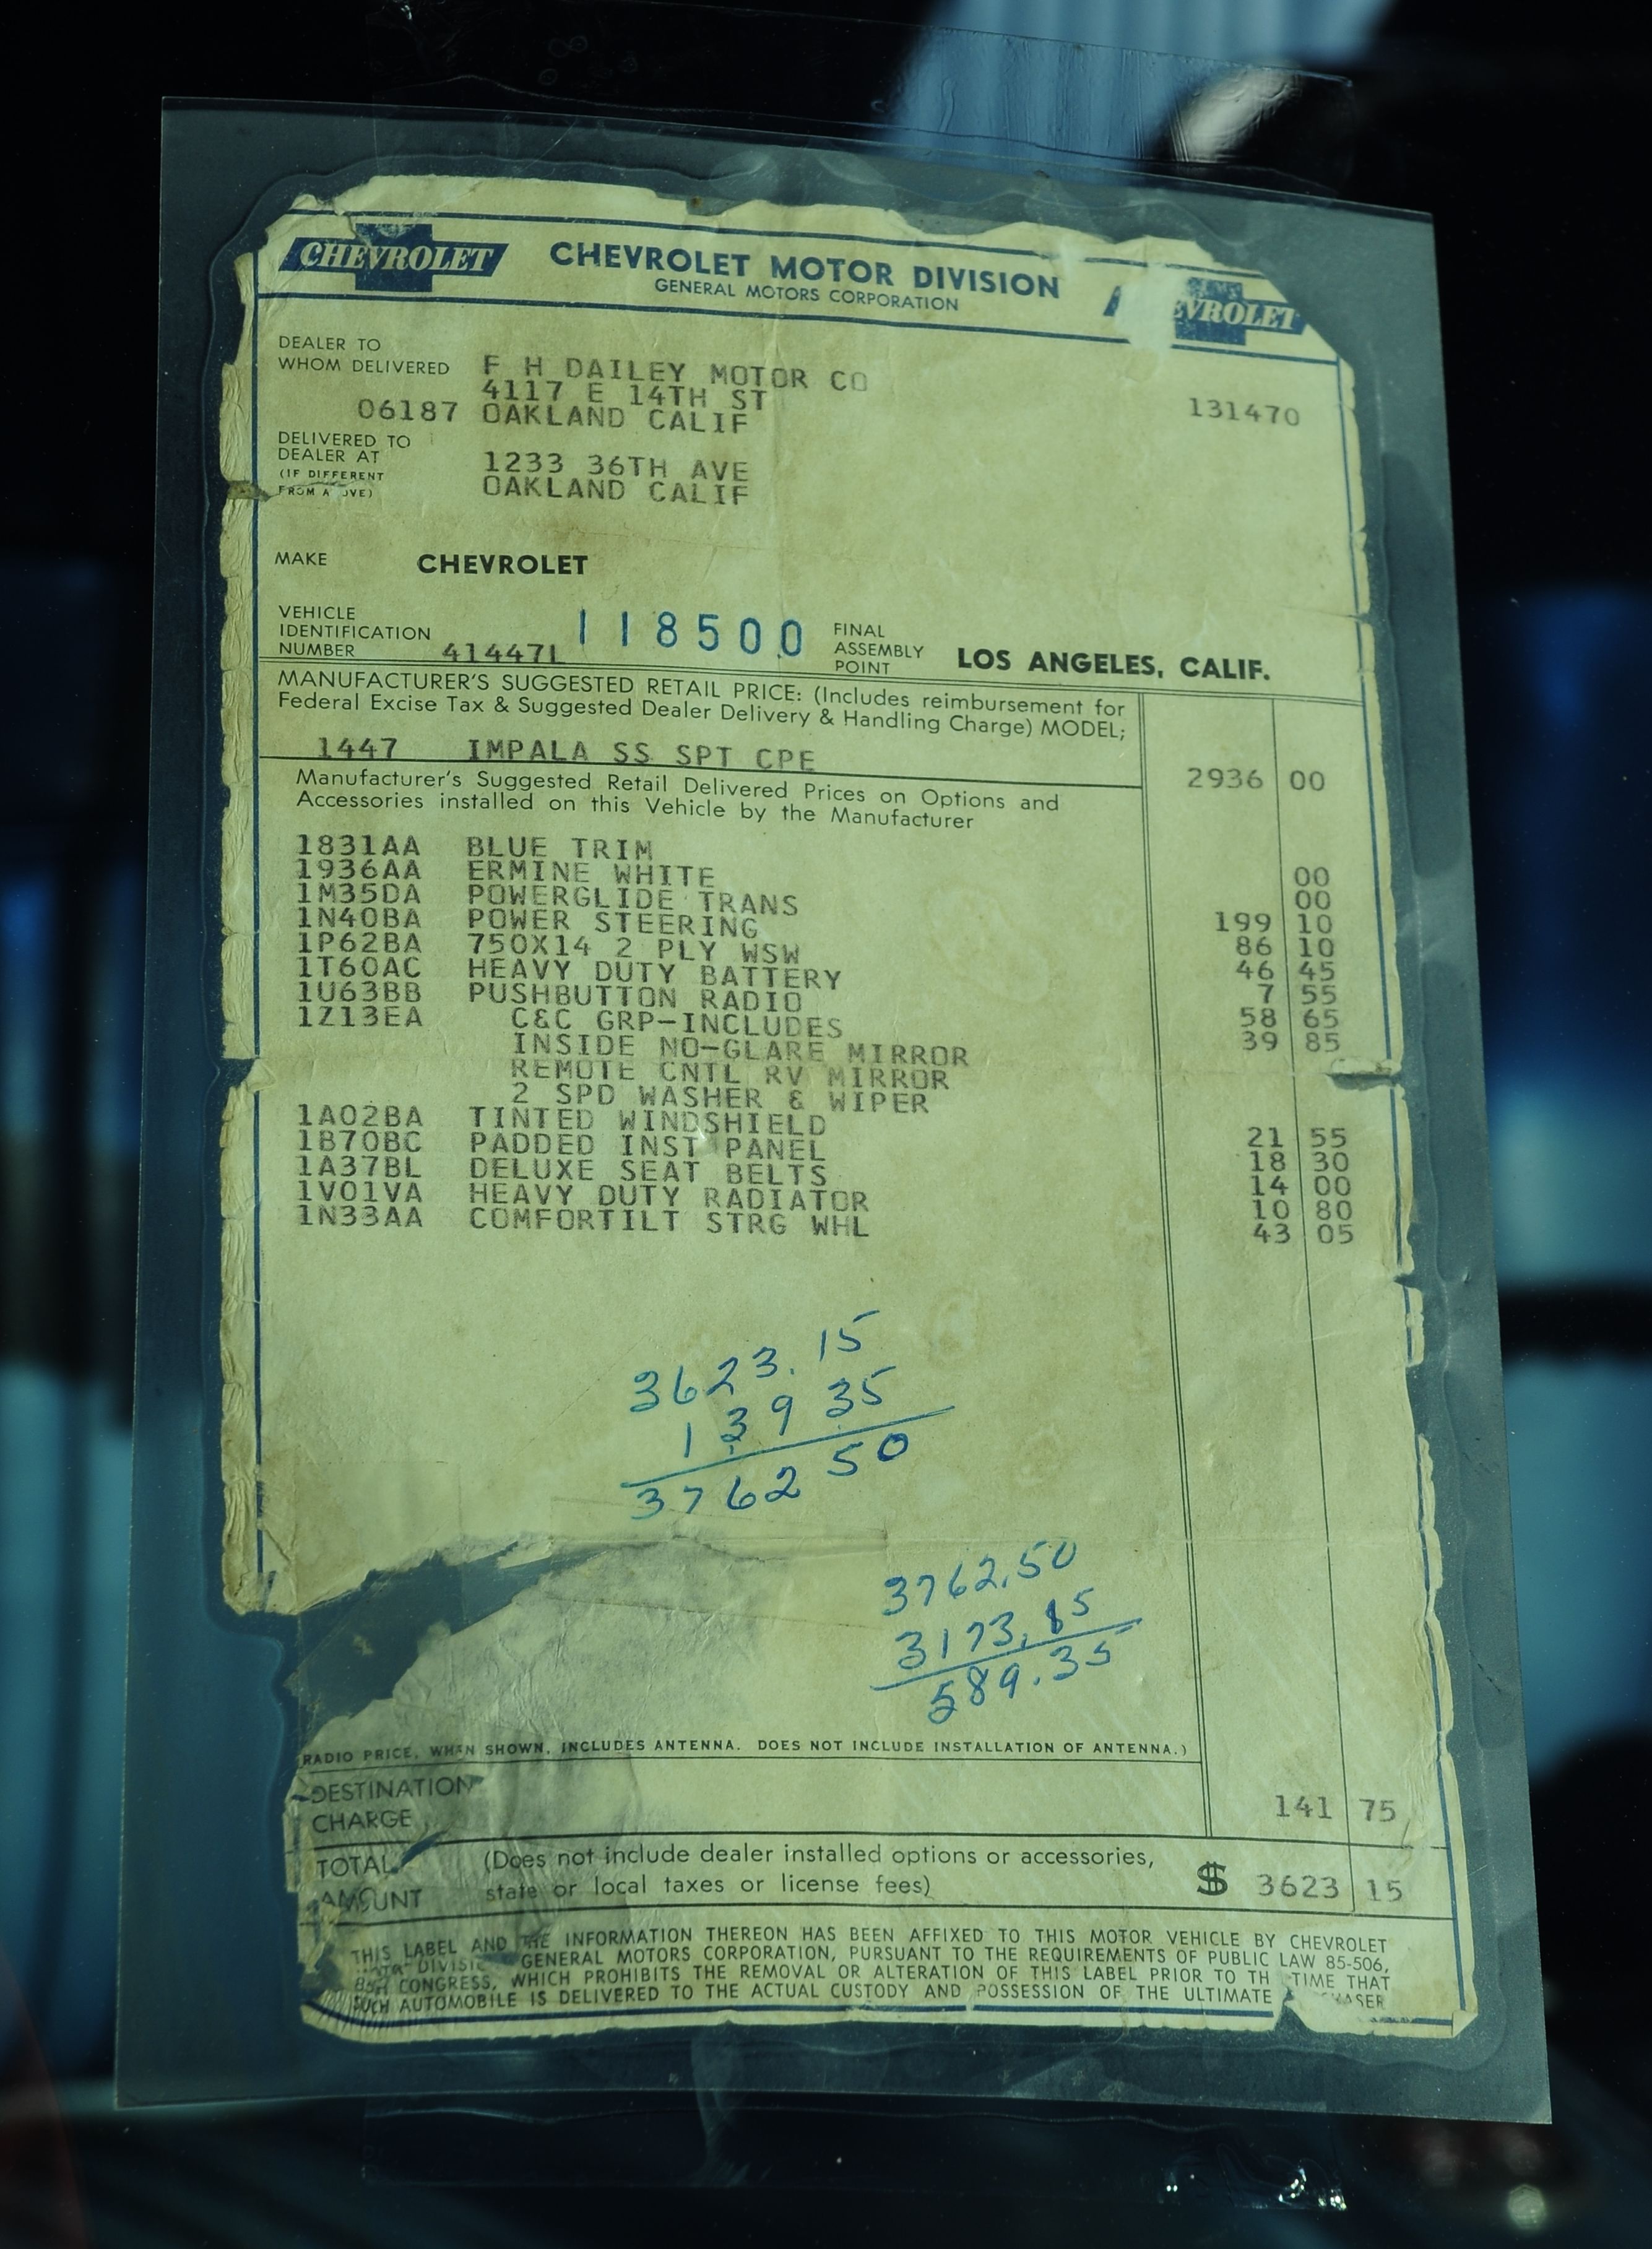 CHEVROLET
CHEVROLET MOTOR DIVISION
GENERAL MOTORS CORPORATION
EVROLET
DEALER TO
WHOM DELIVERED F H DAILEY MOTOR CO
4117 E 14TH ST
06187 OAKLAND CALIF 131470
DELIVERED TO
DEALER AT 1233 36TH AVE
(IF DIFFERENT OAKLAND CALIF
FROM A OVE)
MAKE CHEVROLET
VEHICLE
IDENTIFICATION
NUMBER 41447L 118500
FINAL
ASSEMBLY
POINT LOS ANGELES, CALIF.
MANUFACTURER'S SUGGESTED RETAIL PRICE: (Includes reimbursement for
Federal Excise Tax & Suggested Dealer Delivery & Handling Charge) MODEL;
1447 IMPALA SS SPT CPE 2936 00
Manufacturer's Suggested Retail Delivered Prices on Options and
Accessories installed on this Vehicle by the Manufacturer
1831AA BLUE TRIM 00
1936AA ERMINE WHITE 00
1M35DA POWERGLIDE TRANS 199 10
1N40BA POWER STEERING 86 10
1P62BA 750X14 2 PLY WSW 46 45
1T60AC HEAVY DUTY BATTERY 7 55
1U63BB PUSHBUTTON RADIO 58 65
1Z13EA C&C GRP-INCLUDES 39 85
INSIDE NO-GLARE MIRROR
REMOTE CNTL RV MIRROR
2 SPD WASHER & WIPER
1A02BA TINTED WINDSHIELD 21 55
1B70BC PADDED INST PANEL 18 30
1A37BL DELUXE SEAT BELTS 14 00
1V01VA HEAVY DUTY RADIATOR 10 80
1N33AA COMFORTILT STRG WHL 43 05
3623.15
139 35
3762 50
3762.50
3173.15
589.35
RADIO PRICE, WHEN SHOWN, INCLUDES ANTENNA. DOES NOT INCLUDE INSTALLATION OF ANTENNA.)
DESTINATION
CHARGE 141 75
TOTAL (Does not include dealer installed options or accessories,
AMOUNT state or local taxes or license fees) $ 3623 15
THIS LABEL AND THE INFORMATION THEREON HAS BEEN AFFIXED TO THIS MOTOR VEHICLE BY CHEVROLET
DIVISI GENERAL MOTORS CORPORATION, PURSUANT TO THE REQUIREMENTS OF PUBLIC LAW 85-506,
85H CONGRESS, WHICH PROHIBITS THE REMOVAL OR ALTERATION OF THIS LABEL PRIOR TO TH TIME THAT
SUCH AUTOMOBILE IS DELIVERED TO THE ACTUAL CUSTODY AND POSSESSION OF THE ULTIMATE HASER